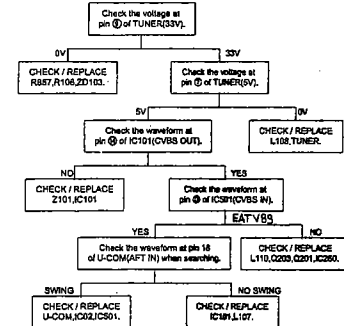 Check the voltage at
pin ⑨ of TUNER(33V).
0V
33V
CHECK / REPLACE
R857, R106, ZD103.
Check the voltage at
pin ⑦ of TUNER(5V).
5V
0V
Check the waveform at
pin of IC101(CVBS OUT).
CHECK / REPLACE
L108, TUNER.
NO
YES
CHECK / REPLACE
Z101, IC101
Check the waveform at
pin of IC501(CVBS IN).
EATV89
YES
NO
Check the waveform at pin 18
of U-COM(AFT IN) when searching.
CHECK / REPLACE
L110, Q203, Q201, IC260.
SWING
NO SWING
CHECK / REPLACE
U-COM, IC02, IC501.
CHECK / REPLACE
IC101, L107.